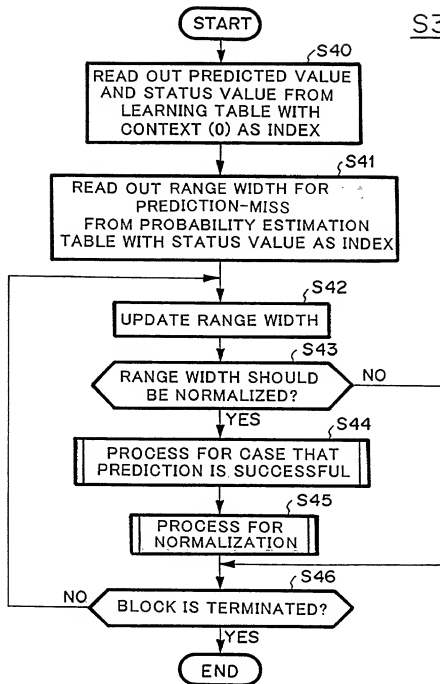 START
S3
S40
READ OUT PREDICTED VALUE
AND STATUS VALUE FROM
LEARNING TABLE WITH
CONTEXT (0) AS INDEX
S41
READ OUT RANGE WIDTH FOR
PREDICTION-MISS
FROM PROBABILITY ESTIMATION
TABLE WITH STATUS VALUE AS INDEX
S42
UPDATE RANGE WIDTH
S43
RANGE WIDTH SHOULD
BE NORMALIZED?
NO
YES
S44
PROCESS FOR CASE THAT
PREDICTION IS SUCCESSFUL
S45
PROCESS FOR
NORMALIZATION
S46
NO
BLOCK IS TERMINATED?
YES
END